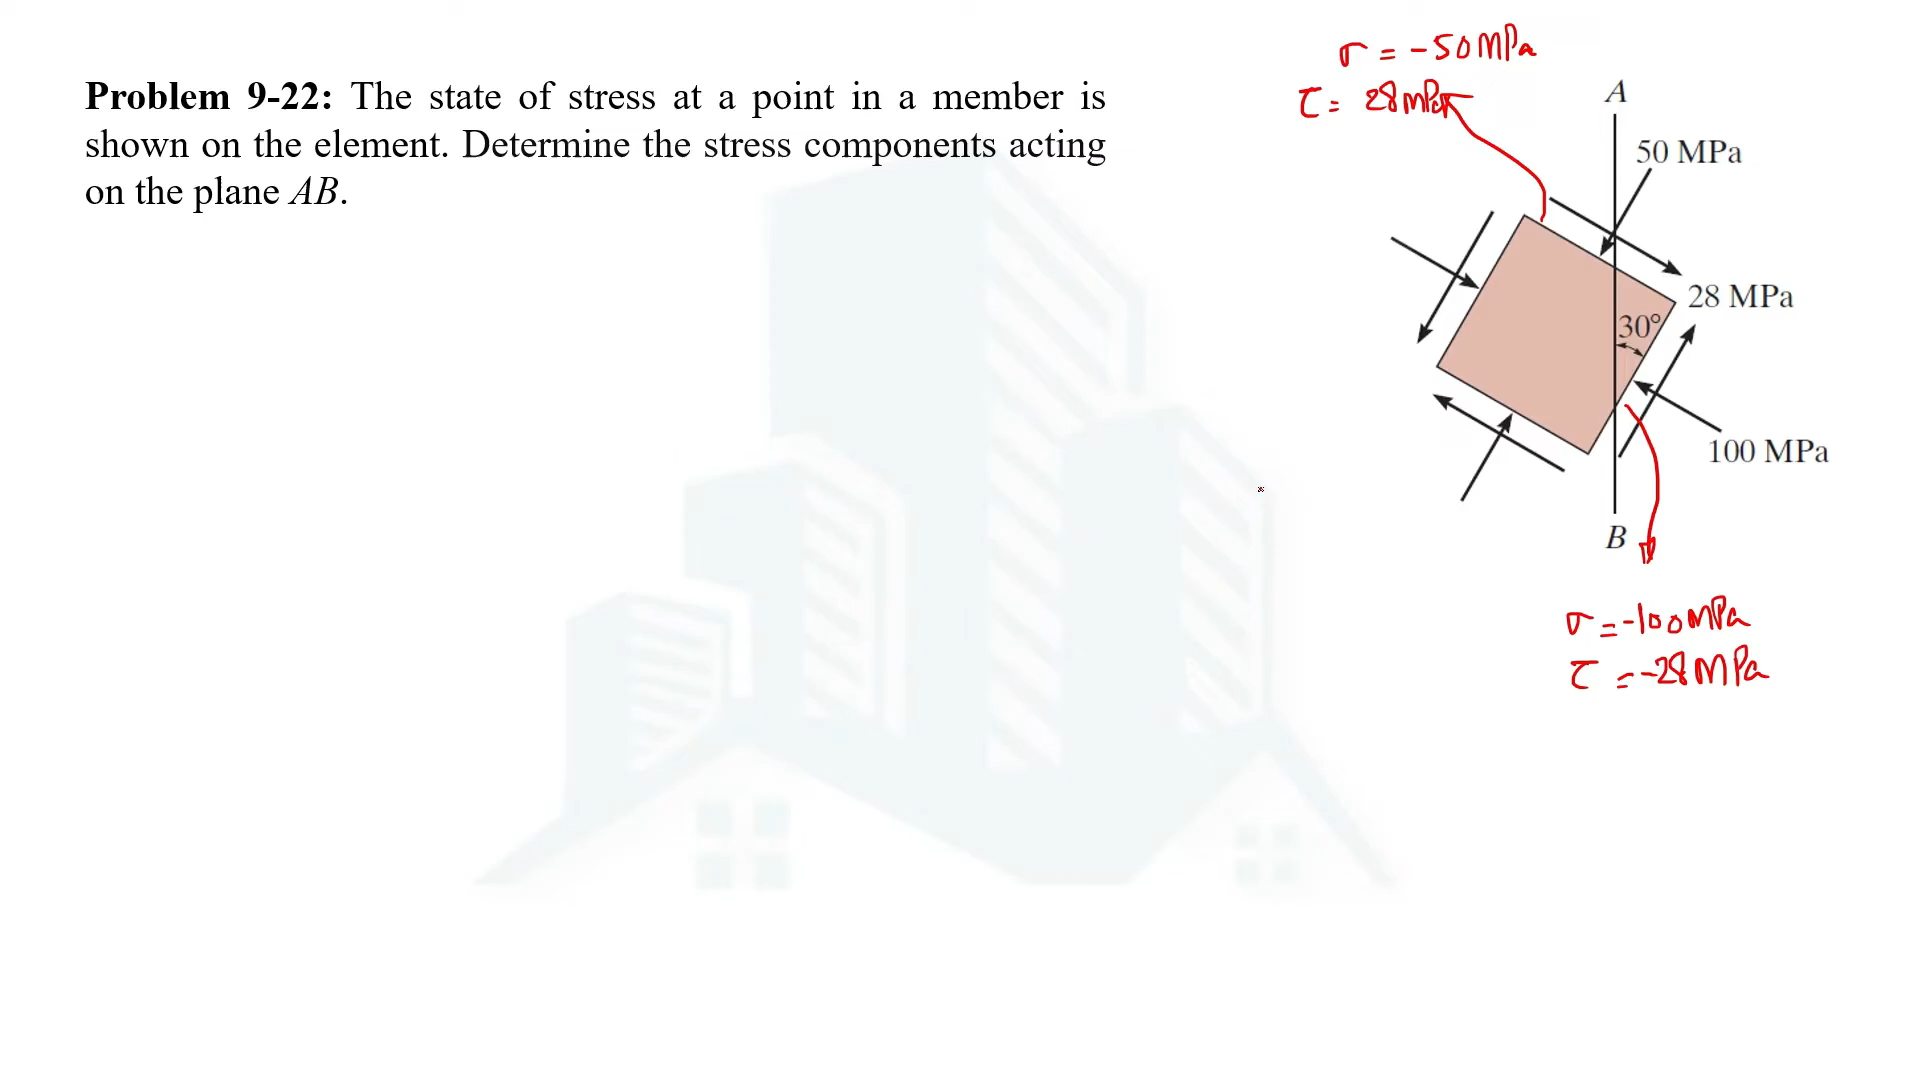 Problem 9-22: The state of stress at a point in a member is
shown on the element. Determine the stress components acting
on the plane AB.
σ = -50MPa
τ = 28MPa
A
50 MPa
28 MPa
30°
100 MPa
B
σ = -100MPa
τ = -28MPa